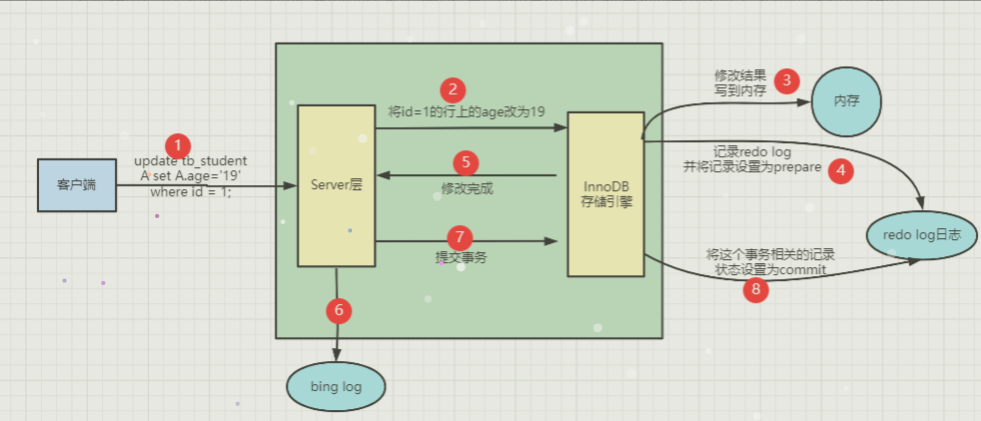 客户端
1
update tb_student
A set A.age='19'
where id = 1;
Server层
2
将id=1的行上的age改为19
5
修改完成
7
提交事务
6
bing log
InnoDB
存储引擎
修改结果
写到内存
3
内存
记录redo log
并将记录设置为prepare
4
redo log日志
将这个事务相关的记录
状态设置为commit
8